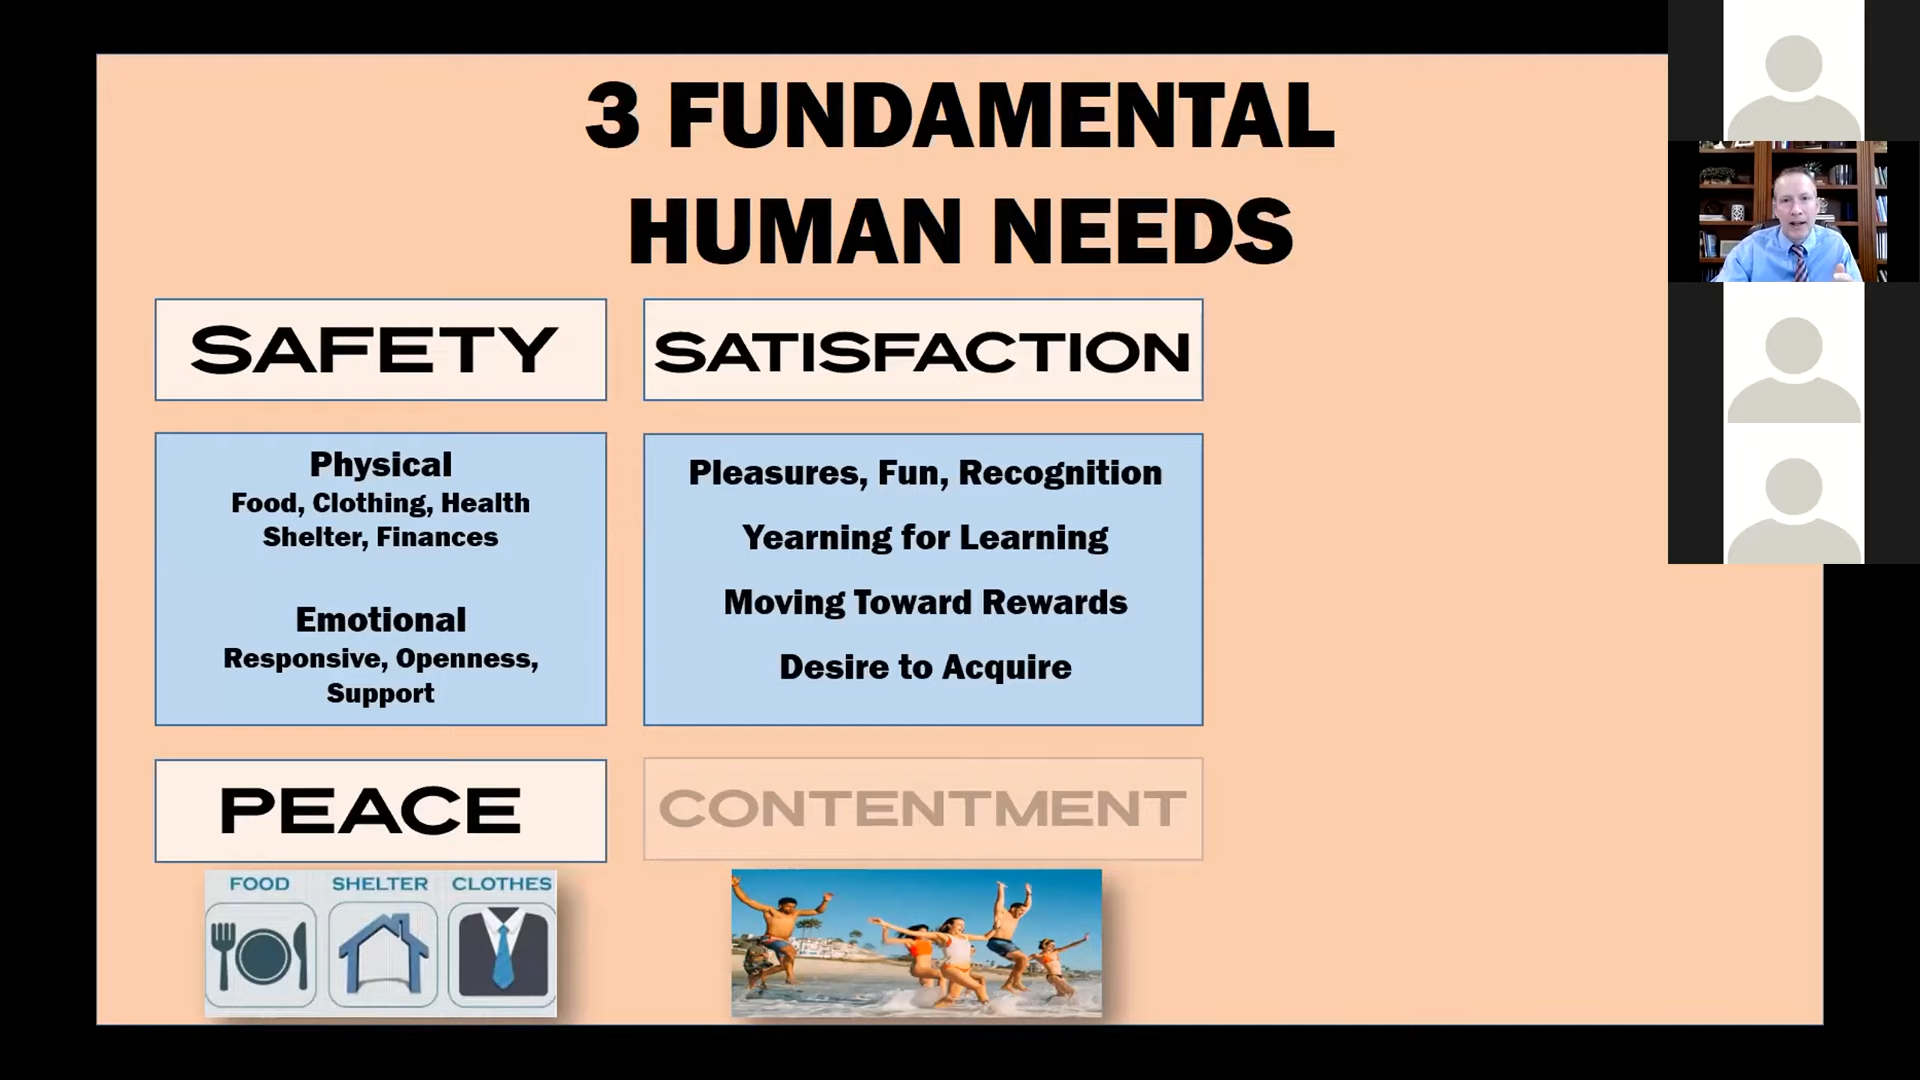 3 FUNDAMENTAL
HUMAN NEEDS
SAFETY
Physical
Food, Clothing, Health
Shelter, Finances
Emotional
Responsive, Openness,
Support
PEACE
FOOD SHELTER CLOTHES
SATISFACTION
Pleasures, Fun, Recognition
Yearning for Learning
Moving Toward Rewards
Desire to Acquire
CONTENTMENT